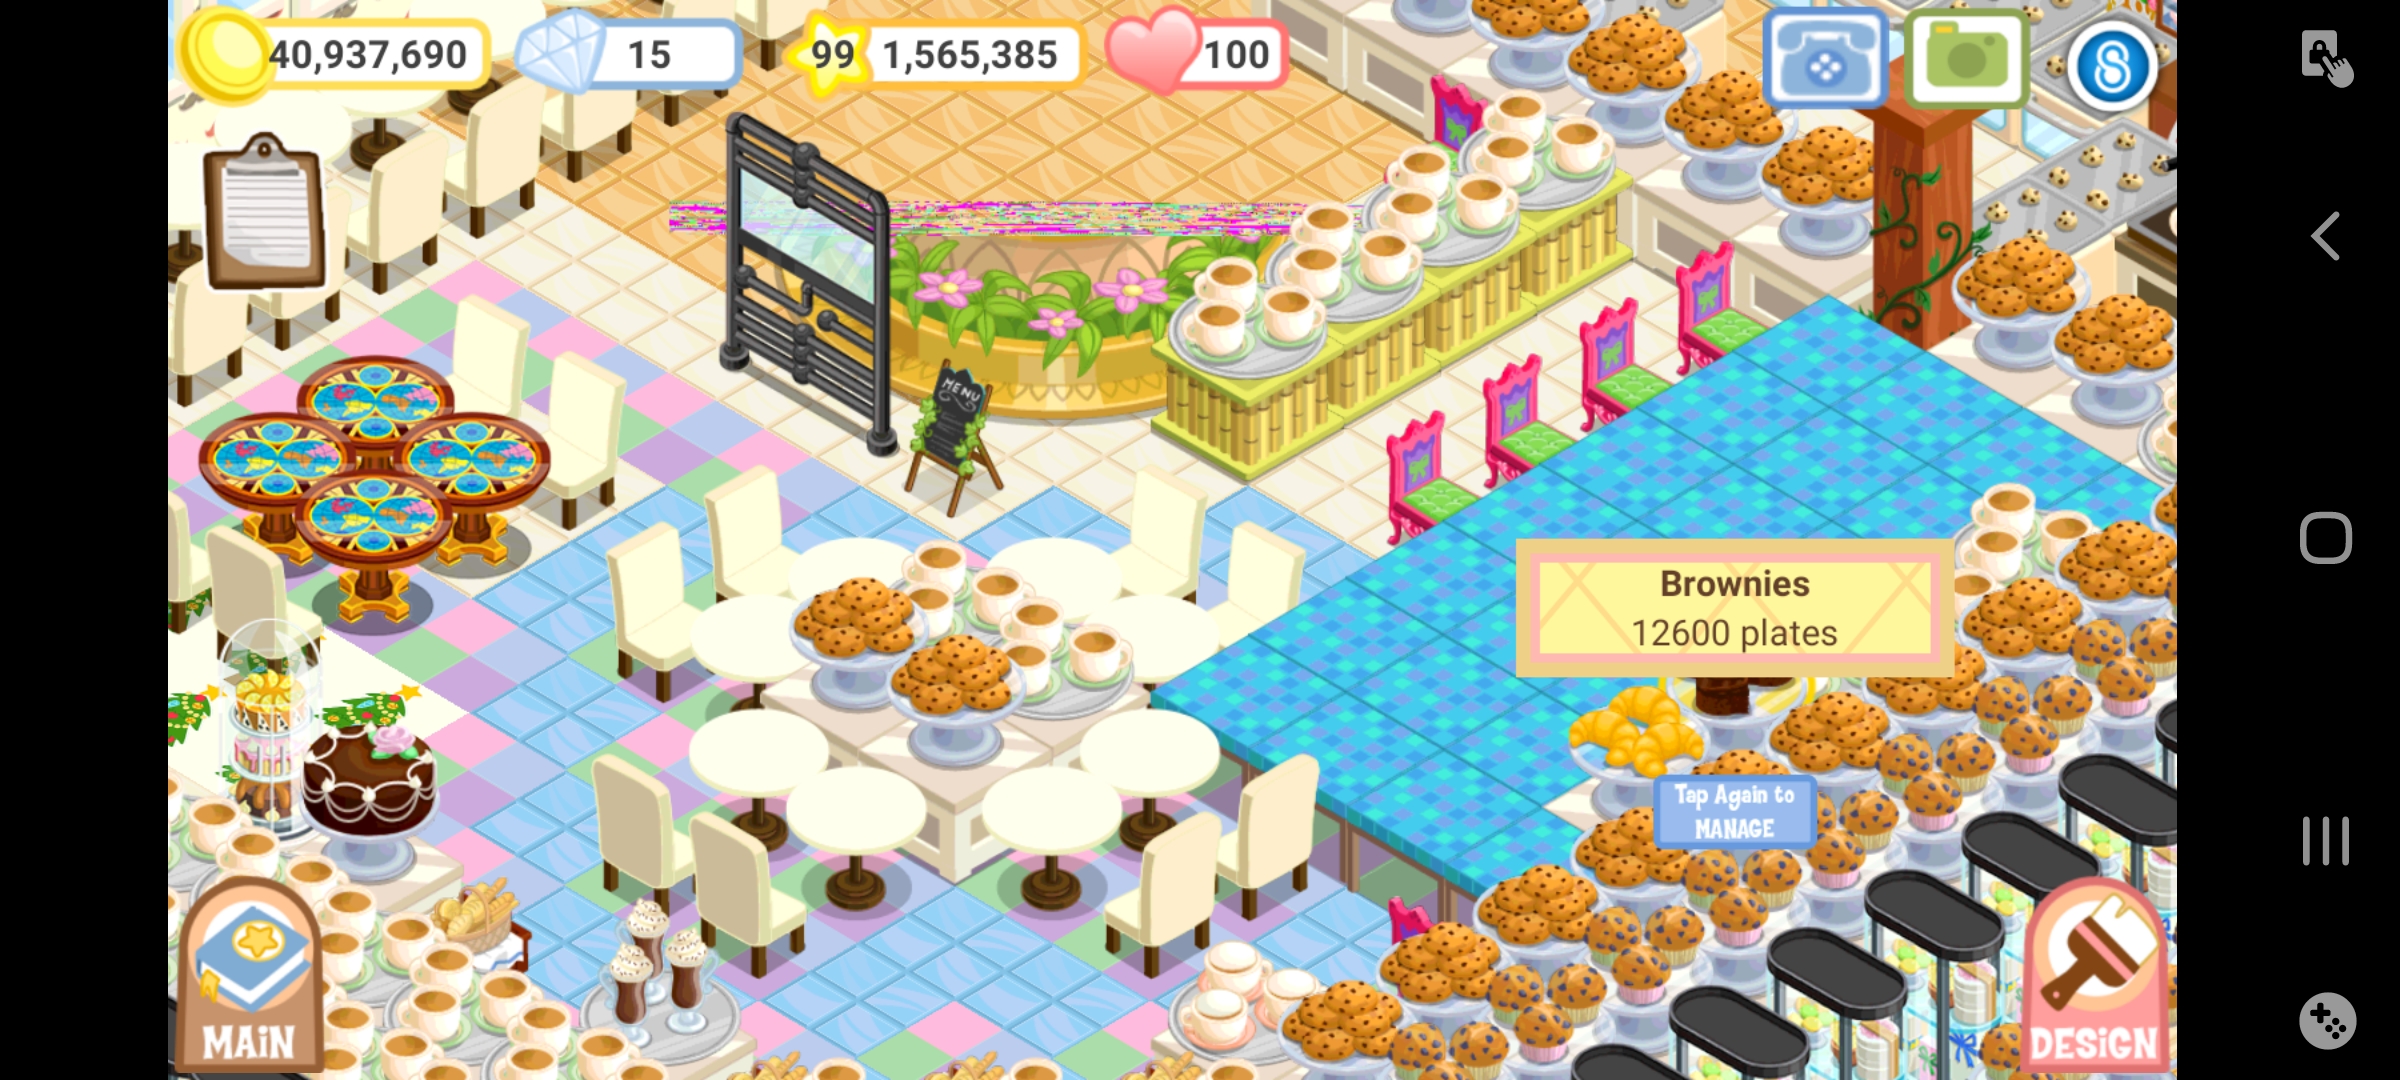 40,937,690
15
99
1,565,385
100
MENU
Brownies
12600 plates
Tap Again to
MANAGE
MAiN
DESiGN